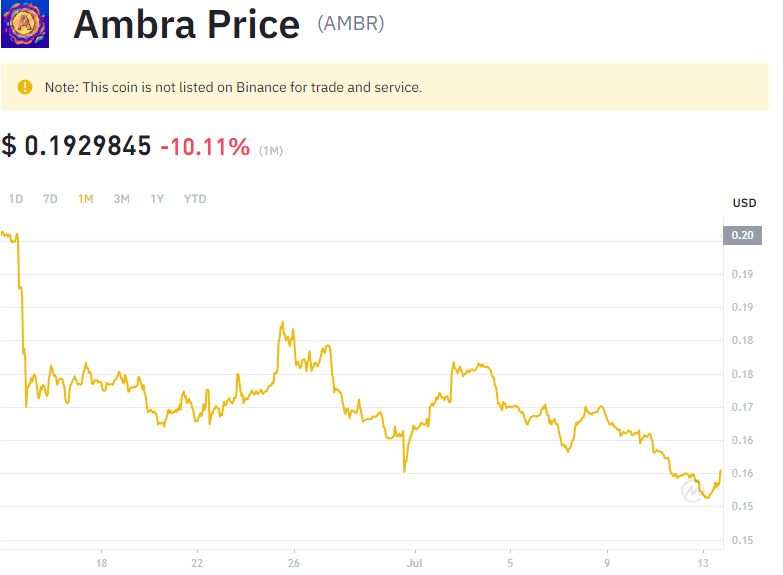 Ambra Price (AMBR)
Note: This coin is not listed on Binance for trade and service.
$ 0.1929845 -10.11% (1M)
1D 7D 1M 3M 1Y YTD
USD
0.20
0.19
0.19
0.18
0.18
0.17
0.16
0.16
0.15
0.15
18 22 26 Jul 5 9 13